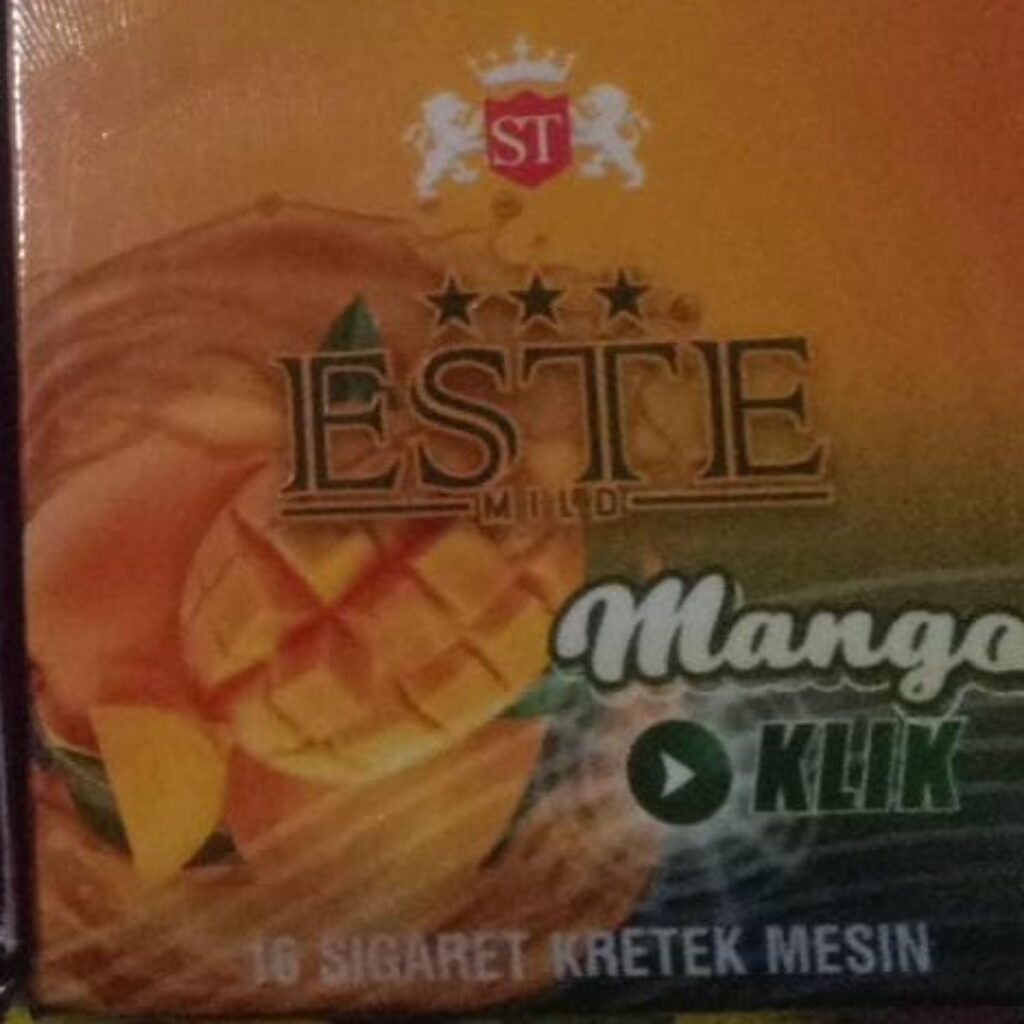 ST
ESTE
MILD
Mango
KLIK
16 SIGARET KRETEK MESIN